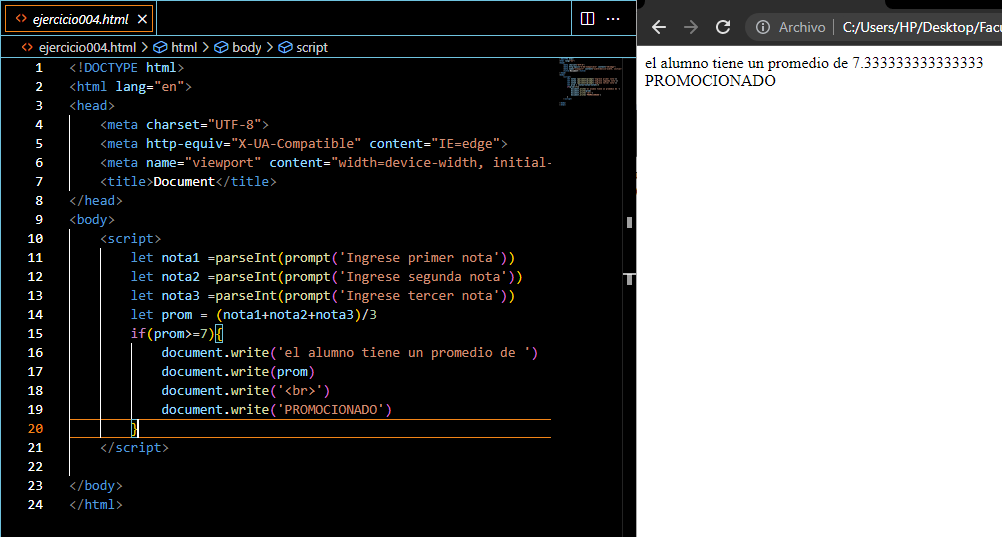 ejercicio004.html
ejercicio004.html > html > body > script
1 <!DOCTYPE html>
2 <html lang="en">
3 <head>
4 <meta charset="UTF-8">
5 <meta http-equiv="X-UA-Compatible" content="IE=edge">
6 <meta name="viewport" content="width=device-width, initial-
7 <title>Document</title>
8 </head>
9 <body>
10 <script>
11 let nota1 =parseInt(prompt('Ingrese primer nota'))
12 let nota2 =parseInt(prompt('Ingrese segunda nota'))
13 let nota3 =parseInt(prompt('Ingrese tercer nota'))
14 let prom = (nota1+nota2+nota3)/3
15 if(prom>=7){
16 document.write('el alumno tiene un promedio de ')
17 document.write(prom)
18 document.write('<br>')
19 document.write('PROMOCIONADO')
20 }
21 </script>
22
23 </body>
24 </html>
Archivo | C:/Users/HP/Desktop/Facu
el alumno tiene un promedio de 7.333333333333333
PROMOCIONADO